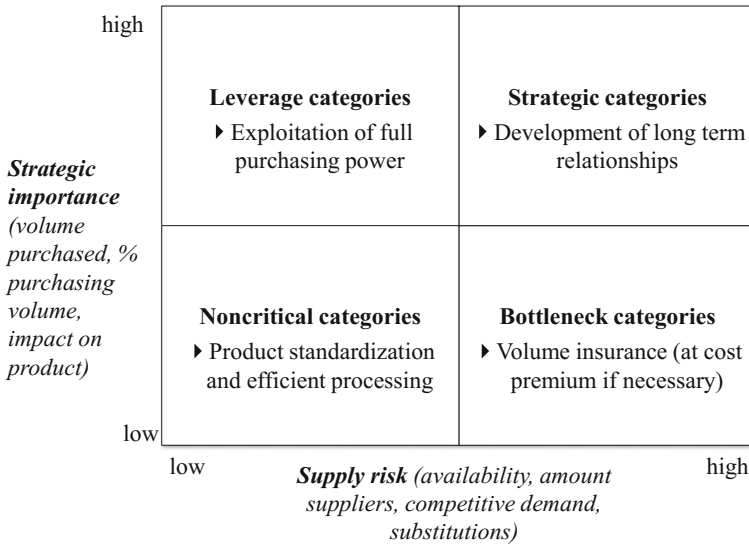 high
Leverage categories
▶ Exploitation of full
purchasing power
Strategic categories
▶ Development of long term
relationships
Strategic
importance
(volume
purchased, %
purchasing
volume,
impact on
product)
Noncritical categories
▶ Product standardization
and efficient processing
Bottleneck categories
▶ Volume insurance (at cost
premium if necessary)
low
low
Supply risk (availability, amount
suppliers, competitive demand,
substitutions)
high